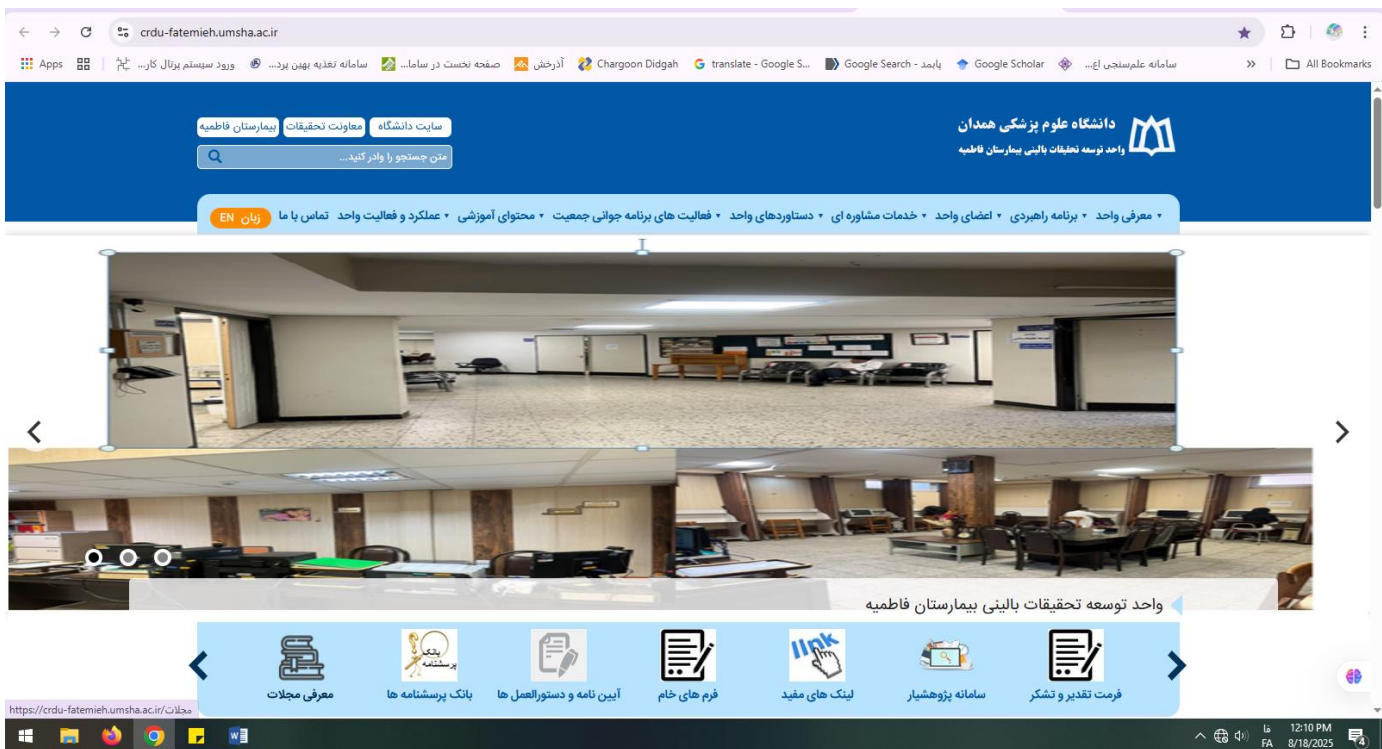 crdu-fatemieh.umsha.ac.ir
Apps
ورود سیستم پرتال کار...
سامانه تغذیه بهین پرد...
صفحه نخست در ساما...
آذرخش
Chargoon Didgah
translate - Google S...
پابمد - Google Search
Google Scholar
سامانه علم‌سنجی اع...
All Bookmarks
دانشگاه علوم پزشکی همدان
واحد توسعه تحقیقات بالینی بیمارستان فاطمیه
سایت دانشگاه معاونت تحقیقات بیمارستان فاطمیه
متن جستجو را وادر کنید...
معرفی واحد برنامه راهبردی اعضای واحد خدمات مشاوره ای دستاوردهای واحد فعالیت های برنامه جوانی جمعیت محتوای آموزشی عملکرد و فعالیت واحد تماس با ما زبان EN
واحد توسعه تحقیقات بالینی بیمارستان فاطمیه
بانک پرسشنامه
link
فرمت تقدیر و تشکر سامانه پژوهشیار لینک های مفید فرم های خام آیین نامه و دستورالعمل ها بانک پرسشنامه ها معرفی مجلات
https://crdu-fatemieh.umsha.ac.ir/مجلات
12:10 PM
فا
FA
8/18/2025
4